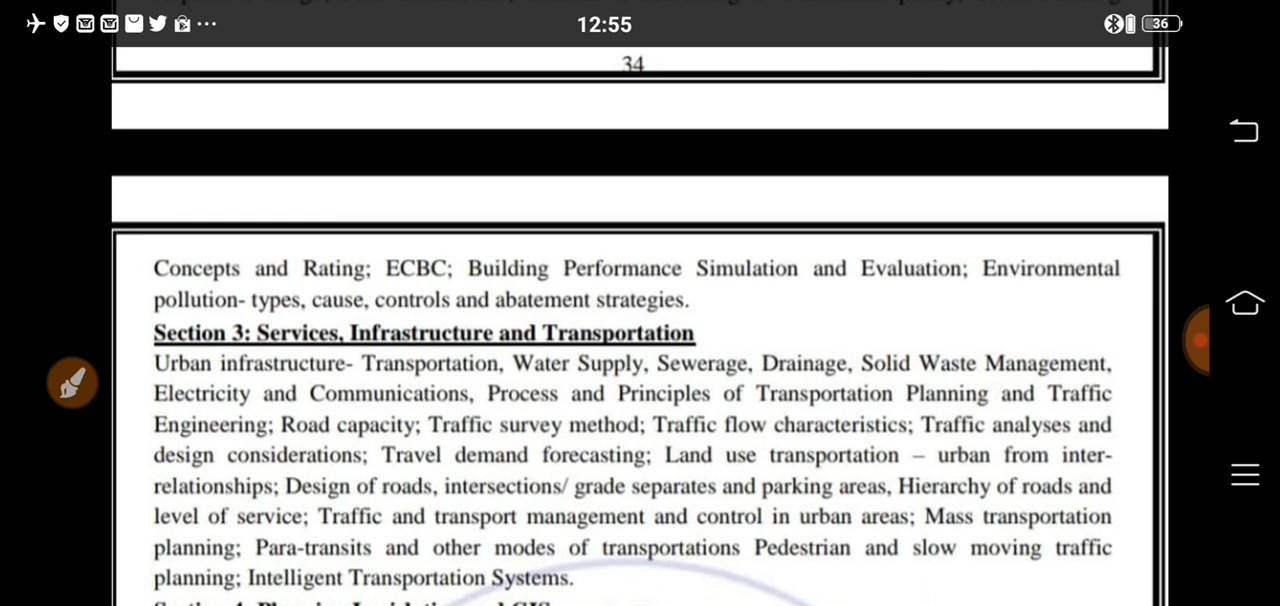 12:55
36
34
Concepts and Rating; ECBC; Building Performance Simulation and Evaluation; Environmental
pollution- types, cause, controls and abatement strategies.
Section 3: Services, Infrastructure and Transportation
Urban infrastructure- Transportation, Water Supply, Sewerage, Drainage, Solid Waste Management,
Electricity and Communications, Process and Principles of Transportation Planning and Traffic
Engineering; Road capacity; Traffic survey method; Traffic flow characteristics; Traffic analyses and
design considerations; Travel demand forecasting; Land use transportation – urban from inter-
relationships; Design of roads, intersections/ grade separates and parking areas, Hierarchy of roads and
level of service; Traffic and transport management and control in urban areas; Mass transportation
planning; Para-transits and other modes of transportations Pedestrian and slow moving traffic
planning; Intelligent Transportation Systems.